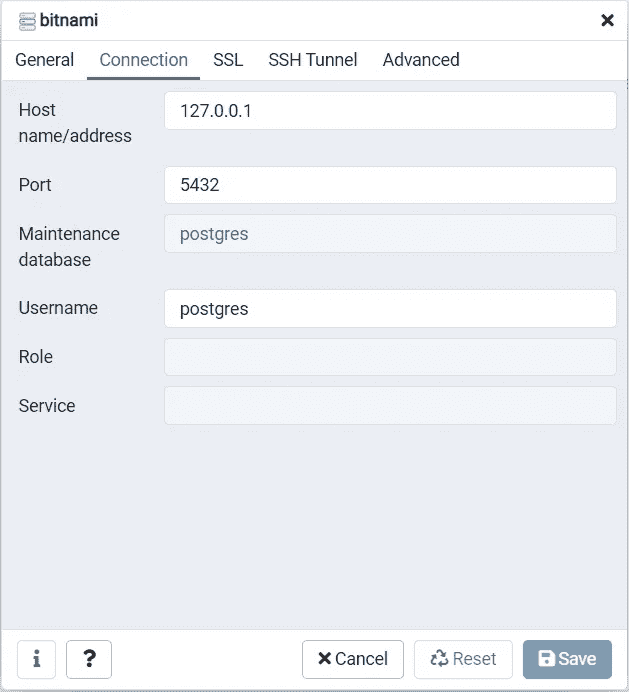 bitnami
General Connection SSL SSH Tunnel Advanced
Host
name/address
127.0.0.1
Port
5432
Maintenance
database
postgres
Username
postgres
Role
Service
i ? Cancel Reset Save